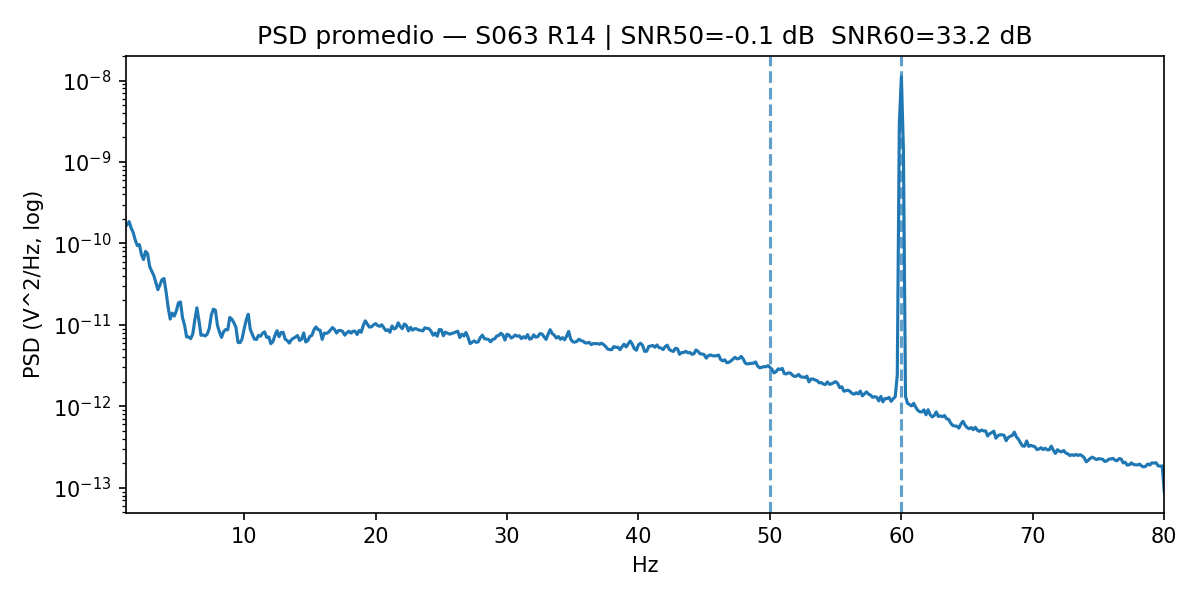 PSD promedio — S063 R14 | SNR50=-0.1 dB  SNR60=33.2 dB
PSD (V^2/Hz, log)
10⁻⁸
10⁻⁹
10⁻¹⁰
10⁻¹¹
10⁻¹²
10⁻¹³
10 20 30 40 50 60 70 80
Hz